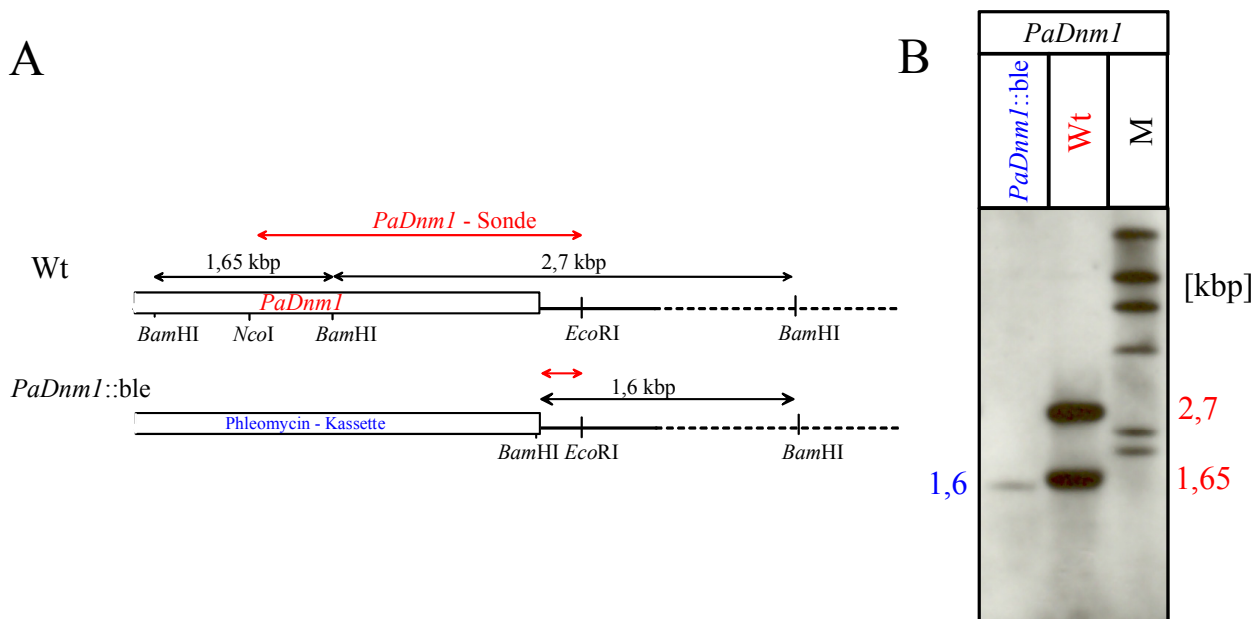 A
PaDnm1 - Sonde
Wt
1,65 kbp
2,7 kbp
PaDnm1
BamHI
NcoI
BamHI
EcoRI
BamHI
PaDnm1::ble
1,6 kbp
Phleomycin - Kassette
BamHI
EcoRI
BamHI
B
PaDnm1
PaDnm1::ble
Wt
M
[kbp]
2,7
1,6
1,65